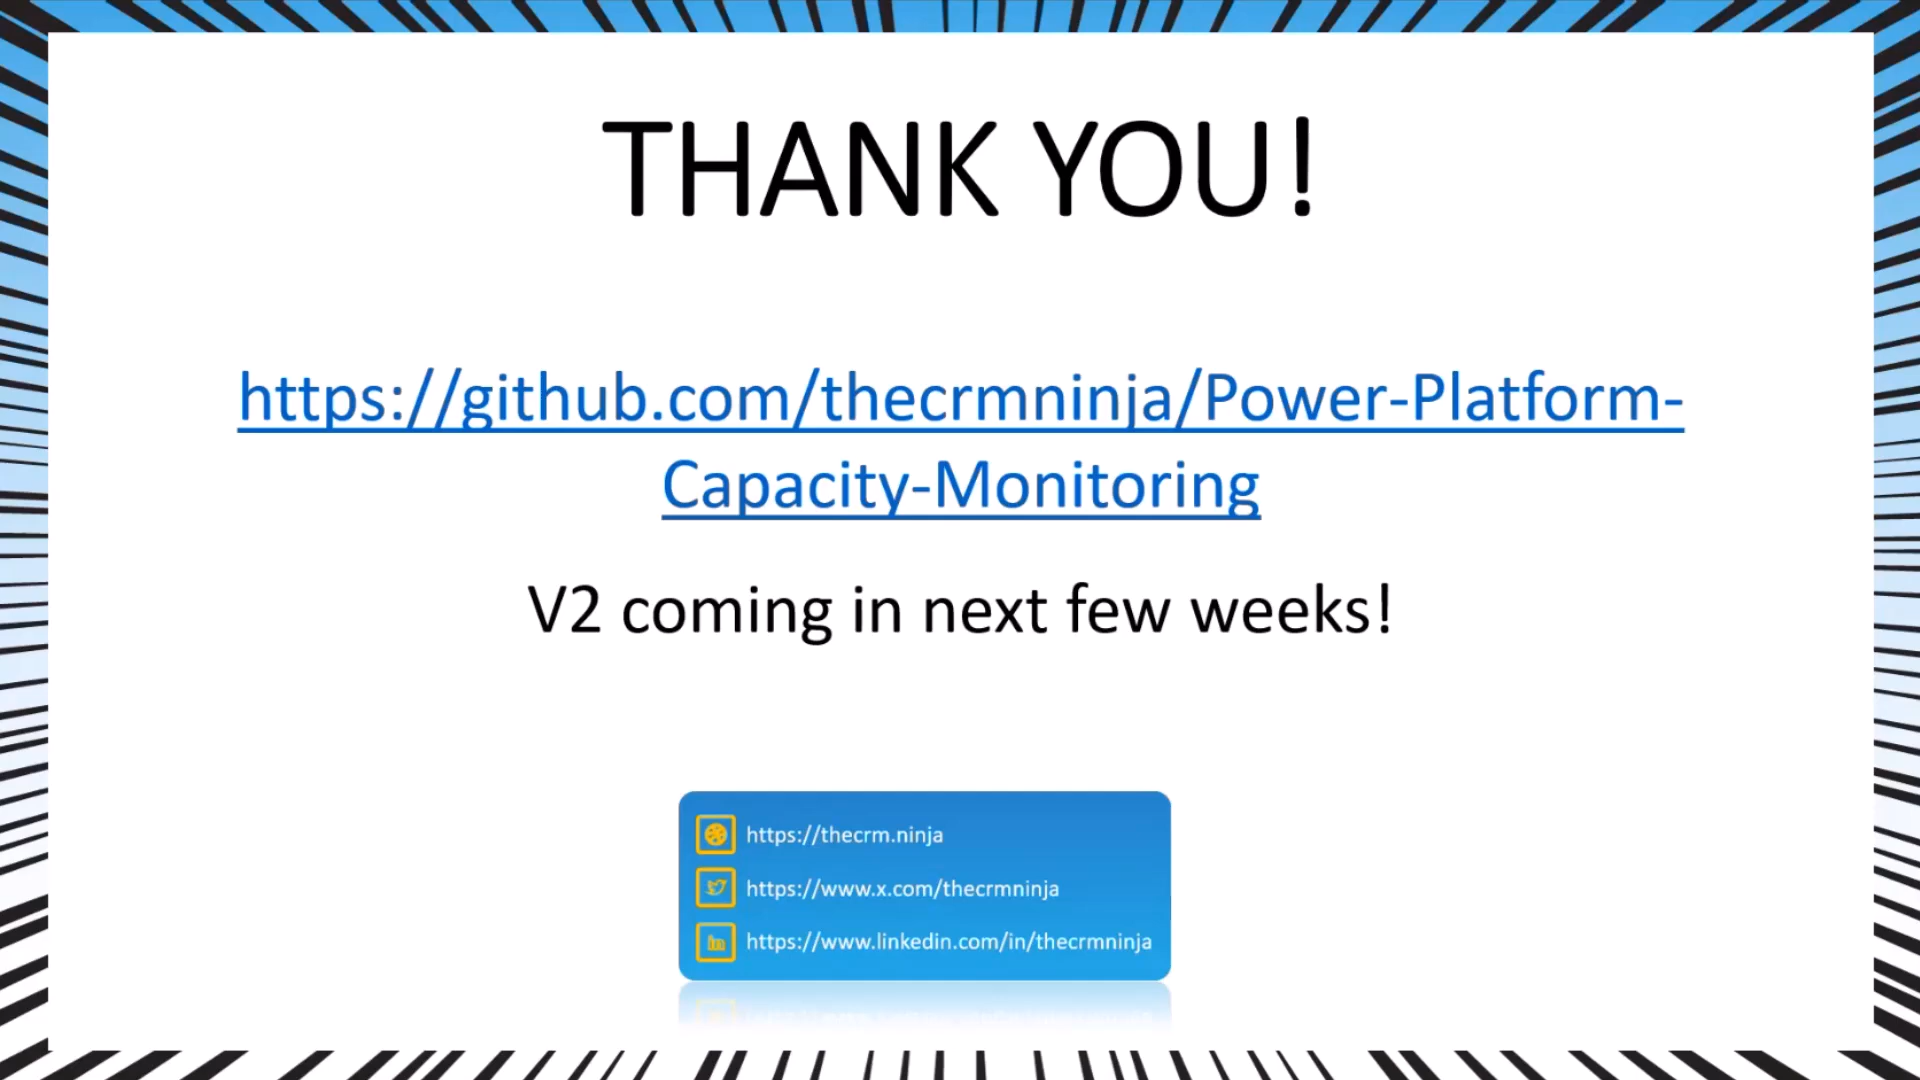 THANK YOU!
https://github.com/thecrmninja/Power-Platform-
Capacity-Monitoring
V2 coming in next few weeks!
https://thecrm.ninja
https://www.x.com/thecrmninja
https://www.linkedin.com/in/thecrmninja